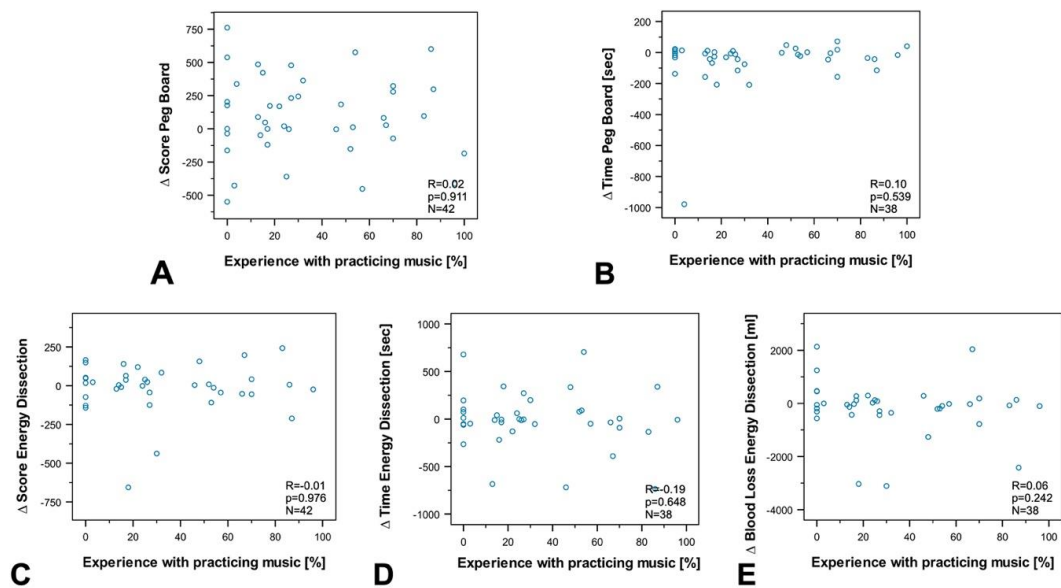 750
500
250
0
-250
-500
Δ Score Peg Board
R=0.02
p=0.911
N=42
0 20 40 60 80 100
Experience with practicing music [%]
A
200
0
-200
-400
-600
-800
-1000
Δ Time Peg Board [sec]
R=0.10
p=0.539
N=38
0 20 40 60 80 100
Experience with practicing music [%]
B
250
0
-250
-500
-750
Δ Score Energy Dissection
R=-0.01
p=0.976
N=42
0 20 40 60 80 100
Experience with practicing music [%]
C
1000
500
0
-500
-1000
Δ Time Energy Dissection [sec]
R=-0.19
p=0.648
N=38
0 20 40 60 80 100
Experience with practicing music [%]
D
2000
0
-2000
-4000
Δ Blood Loss Energy Dissection [ml]
R=0.06
p=0.242
N=38
0 20 40 60 80 100
Experience with practicing music [%]
E